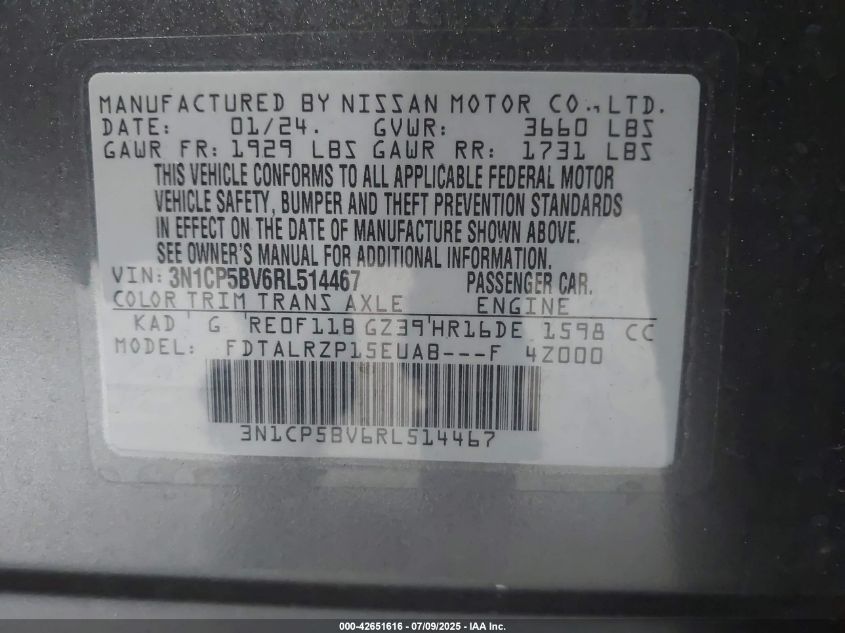 MANUFACTURED BY NISSAN MOTOR CO., LTD.
DATE: 01/24. GVWR: 3660 LBS
GAWR FR: 1929 LBS GAWR RR: 1731 LBS
THIS VEHICLE CONFORMS TO ALL APPLICABLE FEDERAL MOTOR
VEHICLE SAFETY, BUMPER AND THEFT PREVENTION STANDARDS
IN EFFECT ON THE DATE OF MANUFACTURE SHOWN ABOVE.
SEE OWNER'S MANUAL FOR ADDITIONAL INFORMATION.
VIN: 3N1CP5BV6RL514467 PASSENGER CAR.
COLOR TRIM TRANS AXLE ENGINE
KAD G RE0F11B GZ39 HR16DE 1598 CC
MODEL: FDTALRZP15EUAB---F 4Z000
3N1CP5BV6RL514467
000-42651616 - 07/09/2025 - IAA Inc.